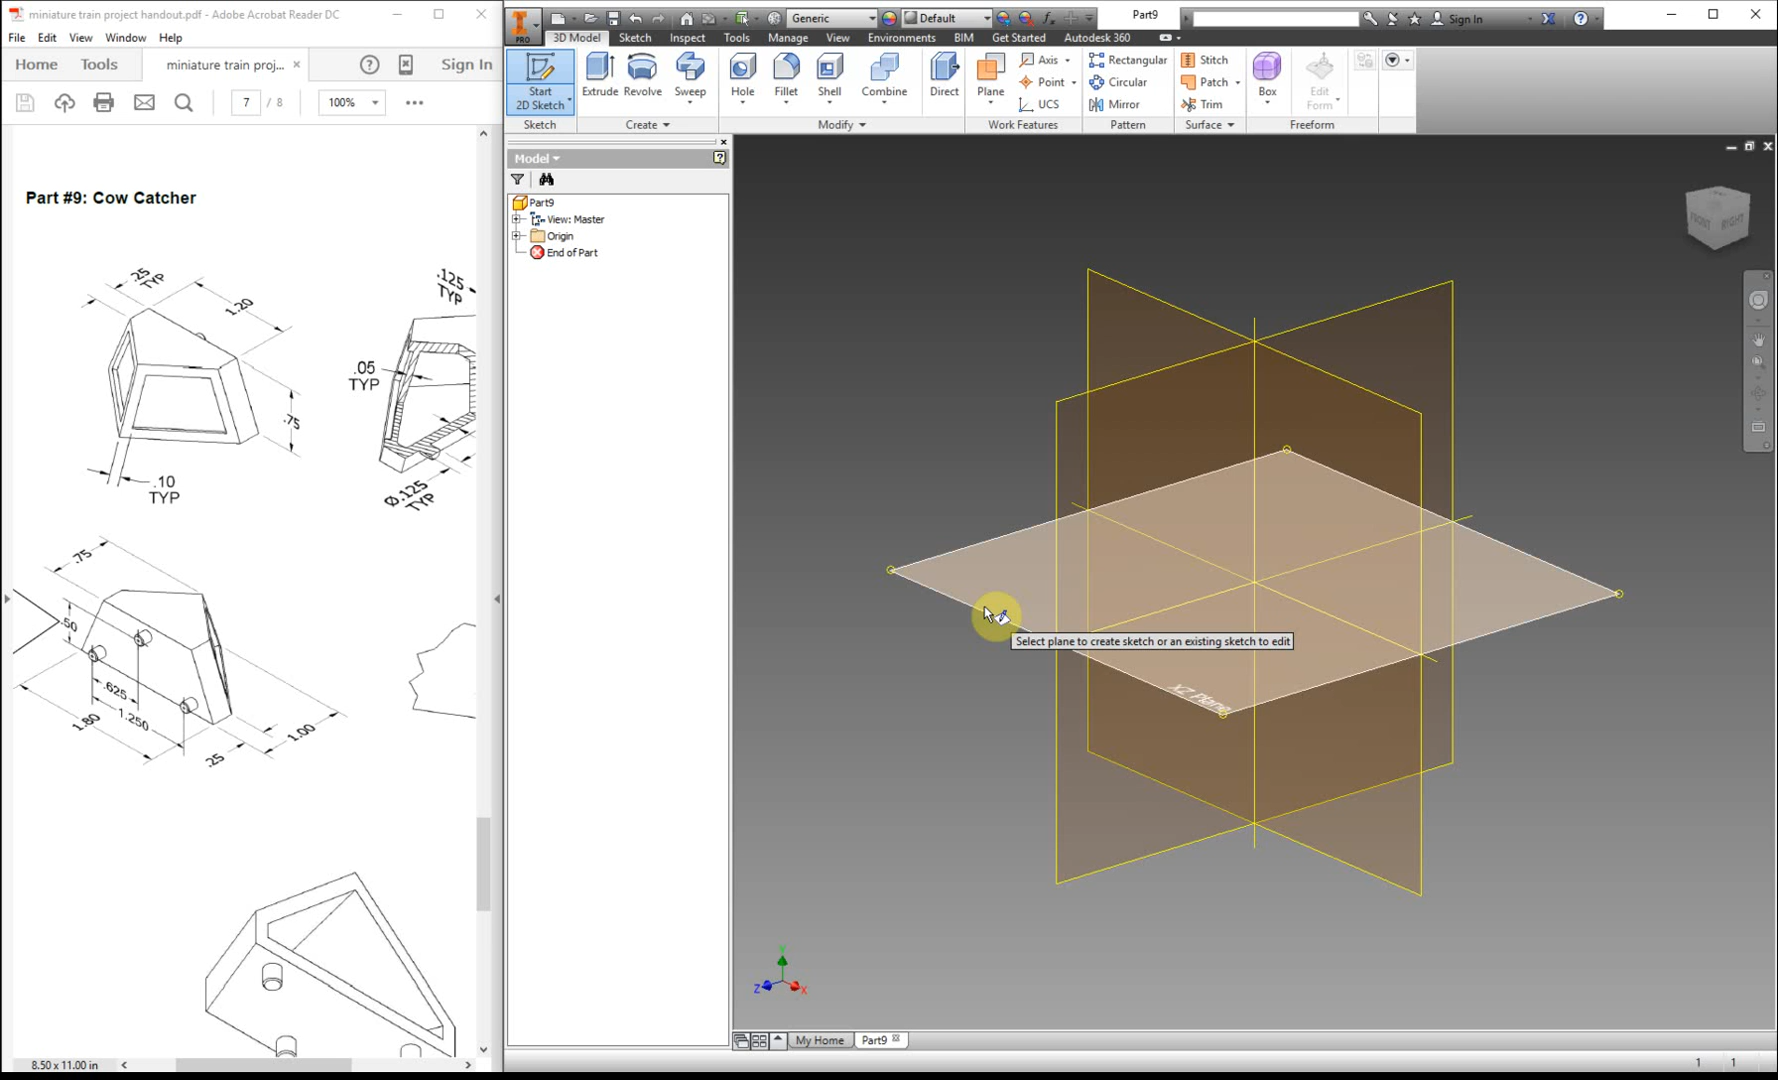 miniature train project handout.pdf - Adobe Acrobat Reader DC
File Edit View Window Help
Home Tools miniature train proj... × Sign In
7 / 8 100%
Part #9: Cow Catcher
.25
TYP
1.20
.125
TYP
.05
TYP
.75
.10
TYP
Ø.125
TYP
.75
.50
.625
1.250
1.80
1.00
.25
8.50 x 11.00 in
PRO
Generic Default Part9 Sign In
3D Model Sketch Inspect Tools Manage View Environments BIM Get Started Autodesk 360
Start
2D Sketch
Extrude Revolve Sweep
Hole Fillet Shell Combine Direct Plane
Axis
Point
UCS
Rectangular
Circular
Mirror
Stitch
Patch
Trim
Box
Edit
Form
Sketch Create Modify Work Features Pattern Surface Freeform
Model
Part9
View: Master
Origin
End of Part
FRONT RIGHT
Select plane to create sketch or an existing sketch to edit
XZ Plane
Y
Z
X
My Home Part9
1 1